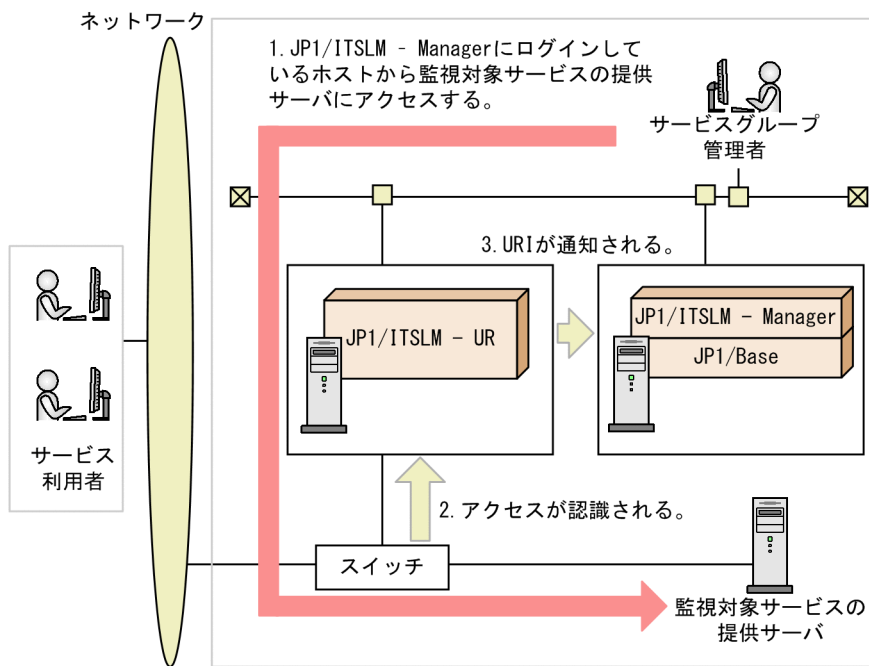 ネットワーク
1. JP1/ITSLM - Managerにログインして
いるホストから監視対象サービスの提供
サーバにアクセスする。
サービスグループ
管理者
3. URIが通知される。
JP1/ITSLM - UR
JP1/ITSLM - Manager
JP1/Base
サービス
利用者
2. アクセスが認識される。
スイッチ
監視対象サービスの
提供サーバ